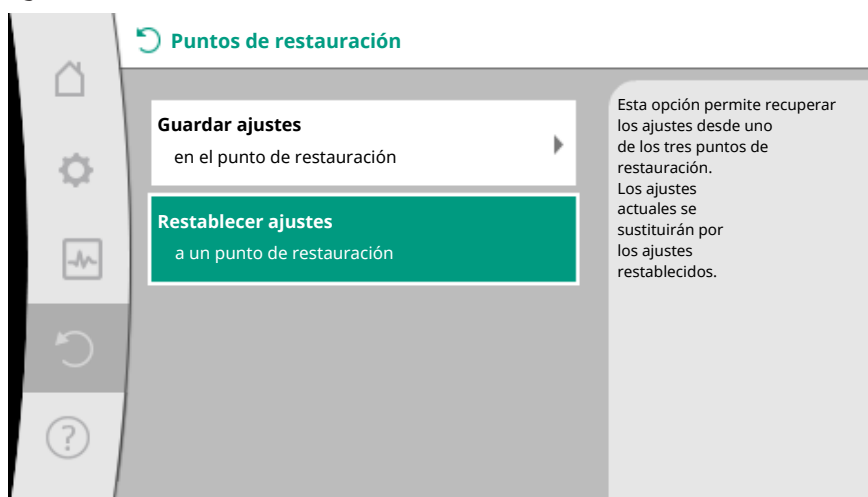 Puntos de restauración
Guardar ajustes
en el punto de restauración
Restablecer ajustes
a un punto de restauración
Esta opción permite recuperar
los ajustes desde uno
de los tres puntos de
restauración.
Los ajustes
actuales se
sustituirán por
los ajustes
restablecidos.
?